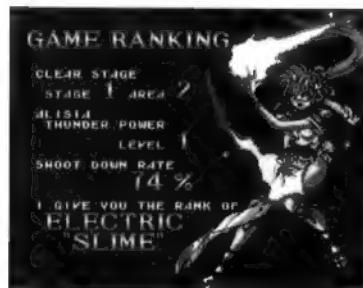 GAME RANKING
CLEAR STAGE
STAGE 1 AREA 2
ALISIA
THUNDER POWER
LEVEL 1
SHOOT DOWN RATE
74 %
I GIVE YOU THE RANK OF
ELECTRIC
"SLIME"